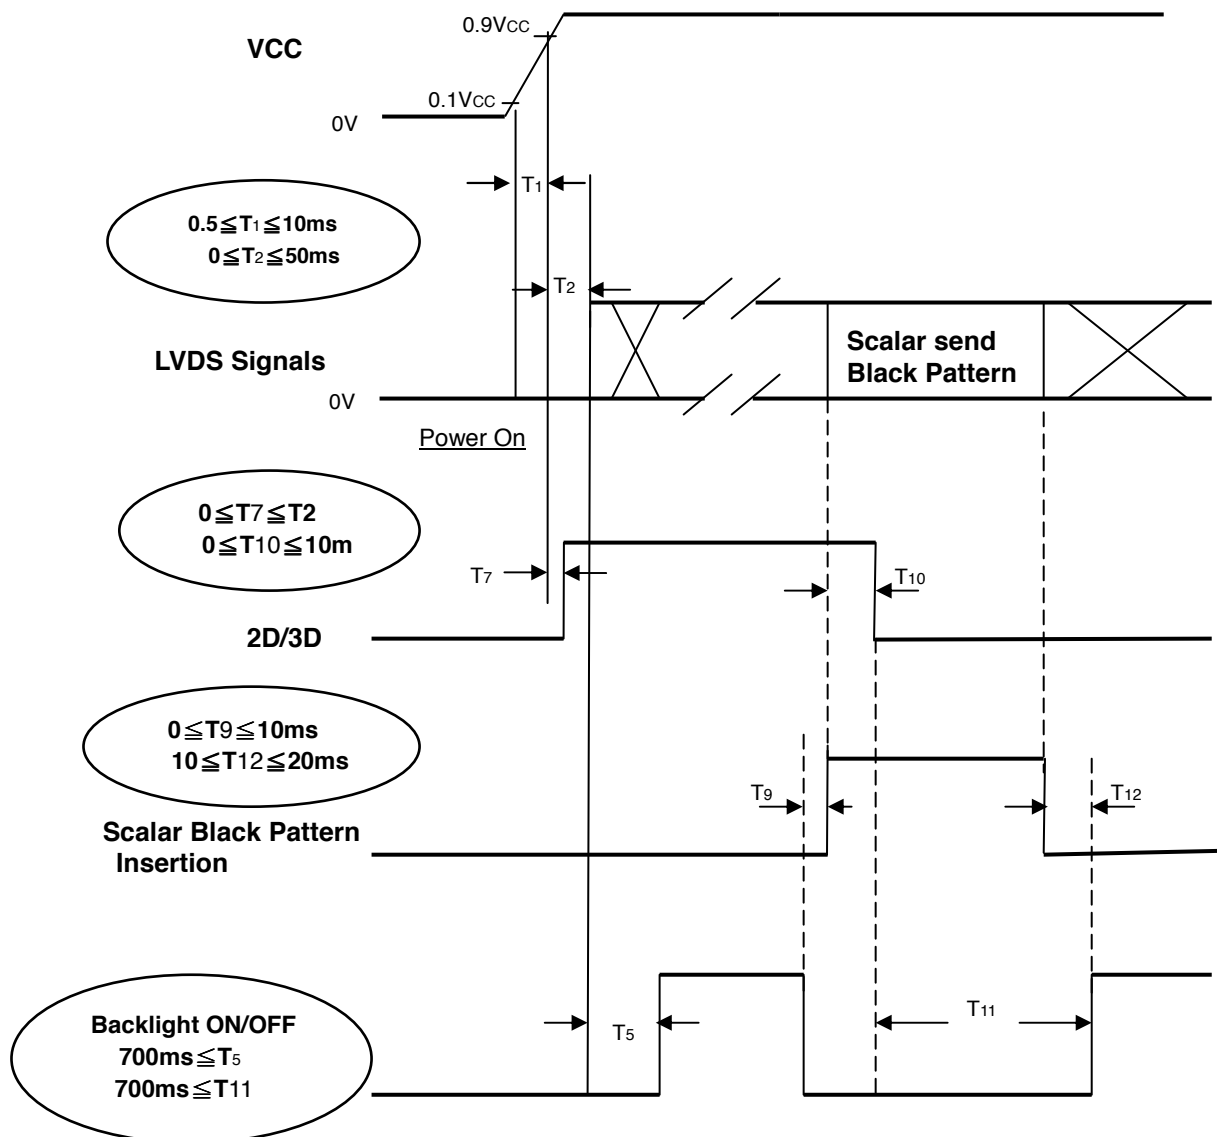 0.9VCC
VCC
0.1VCC
0V
T1
0.5≦T1≦10ms
0≦T2≦50ms
T2
LVDS Signals
Scalar send
Black Pattern
0V
Power On
0≦T7≦T2
0≦T10≦10m
T7
T10
2D/3D
0≦T9≦10ms
10≦T12≦20ms
T9
T12
Scalar Black Pattern
Insertion
Backlight ON/OFF
700ms≦T5
700ms≦T11
T5
T11